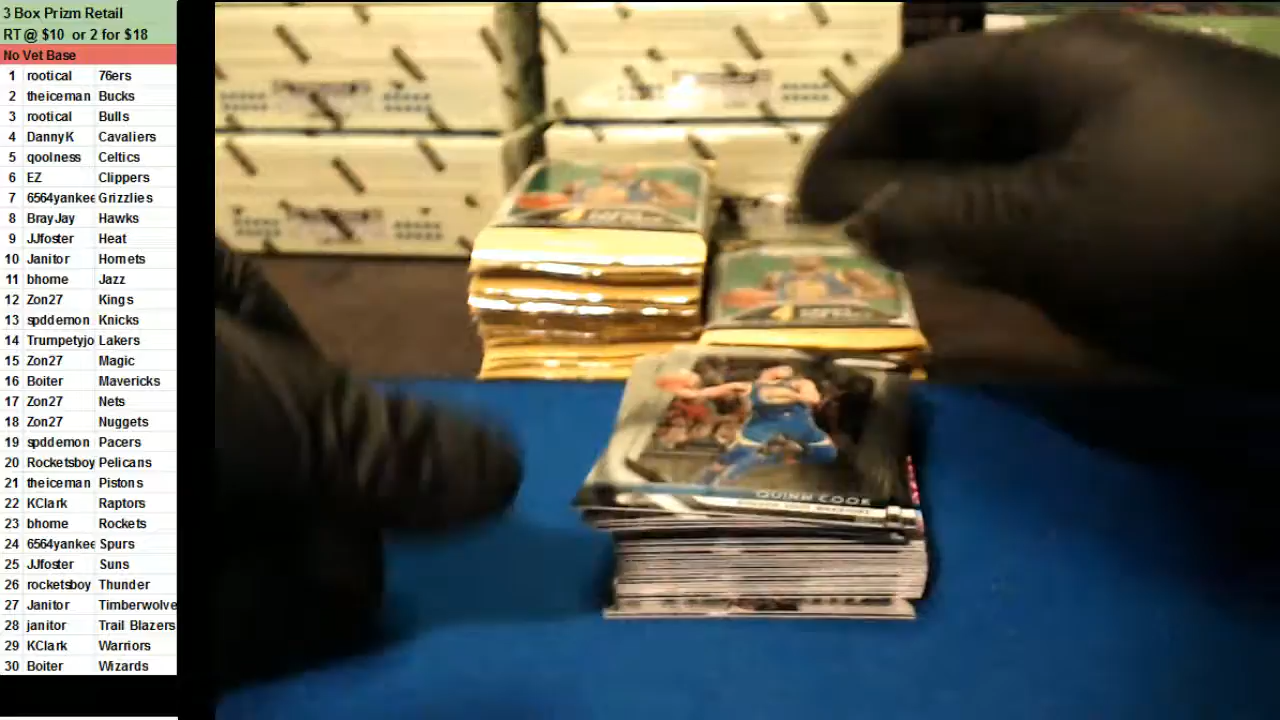 3 Box Prizm Retail
RT @ $10 or 2 for $18
No Vet Base
1 rootical 76ers
2 theiceman Bucks
3 rootical Bulls
4 DannyK Cavaliers
5 qoolness Celtics
6 EZ Clippers
7 6564yankee Grizzlies
8 BrayJay Hawks
9 JJfoster Heat
10 Janitor Hornets
11 bhome Jazz
12 Zon27 Kings
13 spddemon Knicks
14 Trumpetyjo Lakers
15 Zon27 Magic
16 Boiter Mavericks
17 Zon27 Nets
18 Zon27 Nuggets
19 spddemon Pacers
20 Rocketsboy Pelicans
21 theiceman Pistons
22 KClark Raptors
23 bhome Rockets
24 6564yankee Spurs
25 JJfoster Suns
26 rocketsboy Thunder
27 Janitor Timberwolve
28 janitor Trail Blazers
29 KClark Warriors
30 Boiter Wizards
QUINN COOK
GOLDEN STATE WARRIORS